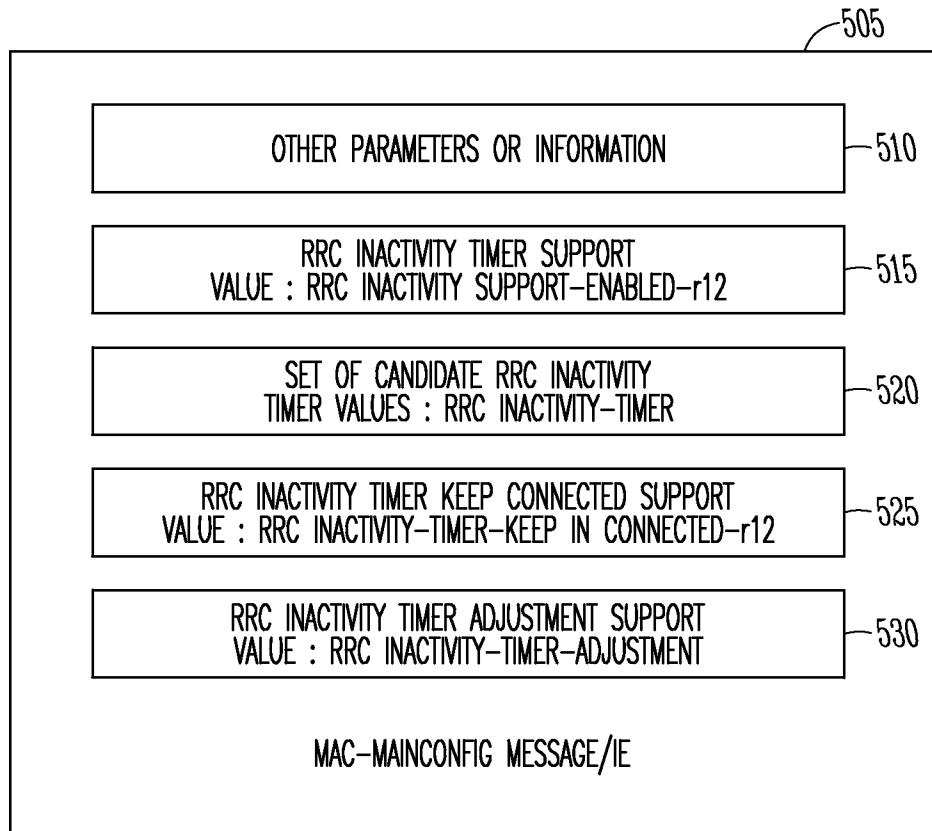 505
OTHER PARAMETERS OR INFORMATION
510
RRC INACTIVITY TIMER SUPPORT
VALUE : RRC INACTIVITY SUPPORT-ENABLED-r12
515
SET OF CANDIDATE RRC INACTIVITY
TIMER VALUES : RRC INACTIVITY-TIMER
520
RRC INACTIVITY TIMER KEEP CONNECTED SUPPORT
VALUE : RRC INACTIVITY-TIMER-KEEP IN CONNECTED-r12
525
RRC INACTIVITY TIMER ADJUSTMENT SUPPORT
VALUE : RRC INACTIVITY-TIMER-ADJUSTMENT
530
MAC-MAINCONFIG MESSAGE/IE